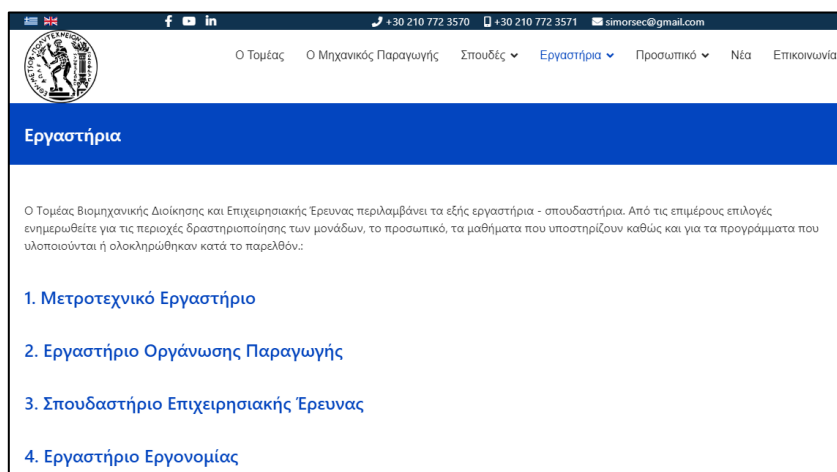 +30 210 772 3570 +30 210 772 3571 simorsec@gmail.com
Ο Τομέας Ο Μηχανικός Παραγωγής Σπουδές Εργαστήρια Προσωπικό Νέα Επικοινωνία
Εργαστήρια
Ο Τομέας Βιομηχανικής Διοίκησης και Επιχειρησιακής Έρευνας περιλαμβάνει τα εξής εργαστήρια - σπουδαστήρια. Από τις επιμέρους επιλογές
ενημερωθείτε για τις περιοχές δραστηριοποίησης των μονάδων, το προσωπικό, τα μαθήματα που υποστηρίζουν καθώς και για τα προγράμματα που
υλοποιούνται ή ολοκληρώθηκαν κατά το παρελθόν.:
1. Μετροτεχνικό Εργαστήριο
2. Εργαστήριο Οργάνωσης Παραγωγής
3. Σπουδαστήριο Επιχειρησιακής Έρευνας
4. Εργαστήριο Εργονομίας